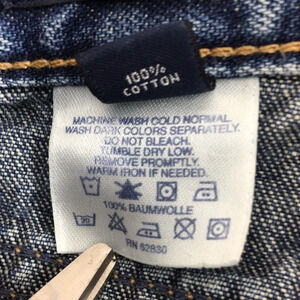 100%
COTTON
MACHINE WASH COLD NORMAL
WASH DARK COLORS SEPARATELY.
DO NOT BLEACH.
TUMBLE DRY LOW.
REMOVE PROMPTLY.
WARM IRON IF NEEDED.
100% BAUMWOLLE
RN 62830